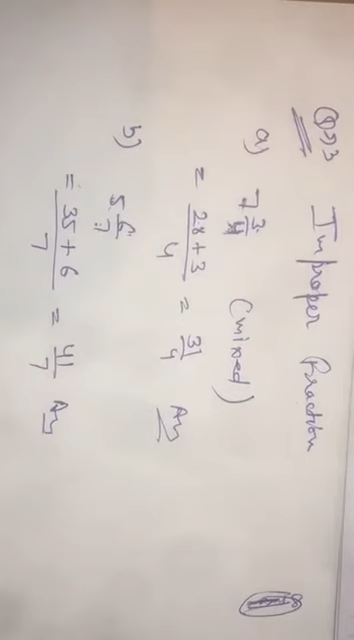 Q→3 Improper Fraction
a) 7 3/4 (mixed)
= 28+3/4 = 31/4 Ans
b) 5 6/7
= 35+6/7 = 41/7 Ans